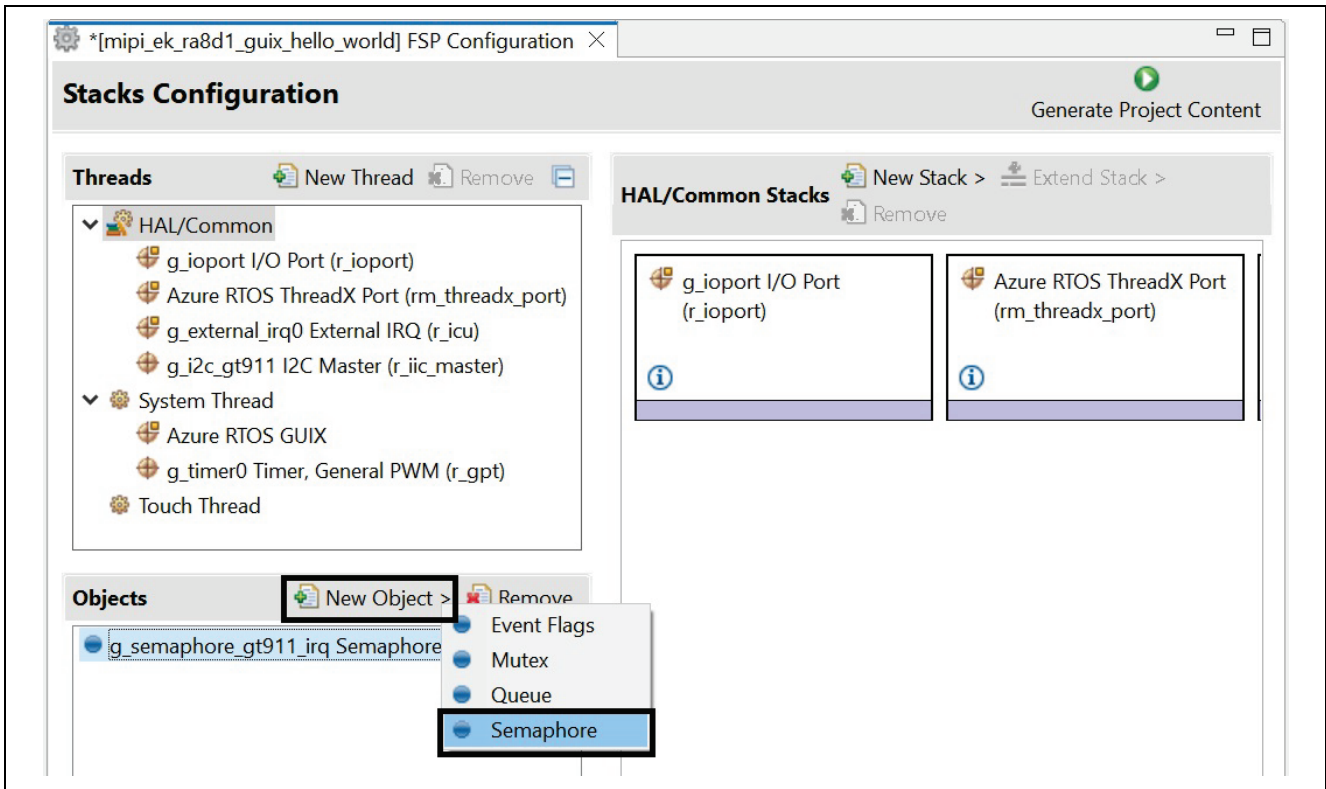 *[mipi_ek_ra8d1_guix_hello_world] FSP Configuration
Stacks Configuration
Generate Project Content
Threads
New Thread
Remove
HAL/Common
g_ioport I/O Port (r_ioport)
Azure RTOS ThreadX Port (rm_threadx_port)
g_external_irq0 External IRQ (r_icu)
g_i2c_gt911 I2C Master (r_iic_master)
System Thread
Azure RTOS GUIX
g_timer0 Timer, General PWM (r_gpt)
Touch Thread
HAL/Common Stacks
New Stack >
Extend Stack >
Remove
g_ioport I/O Port
(r_ioport)
Azure RTOS ThreadX Port
(rm_threadx_port)
Objects
New Object >
Remove
g_semaphore_gt911_irq Semaphore
Event Flags
Mutex
Queue
Semaphore